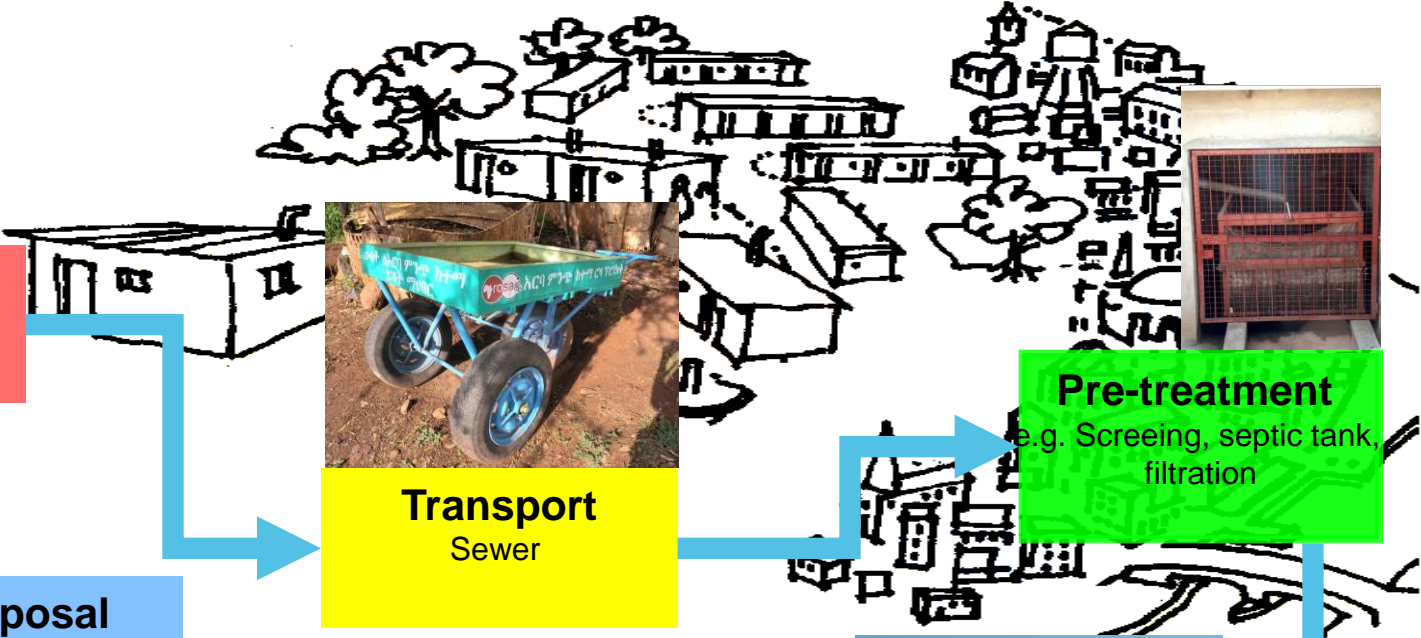 rosa
Transport
Sewer
Pre-treatment
e.g. Screeing, septic tank,
filtration
posal